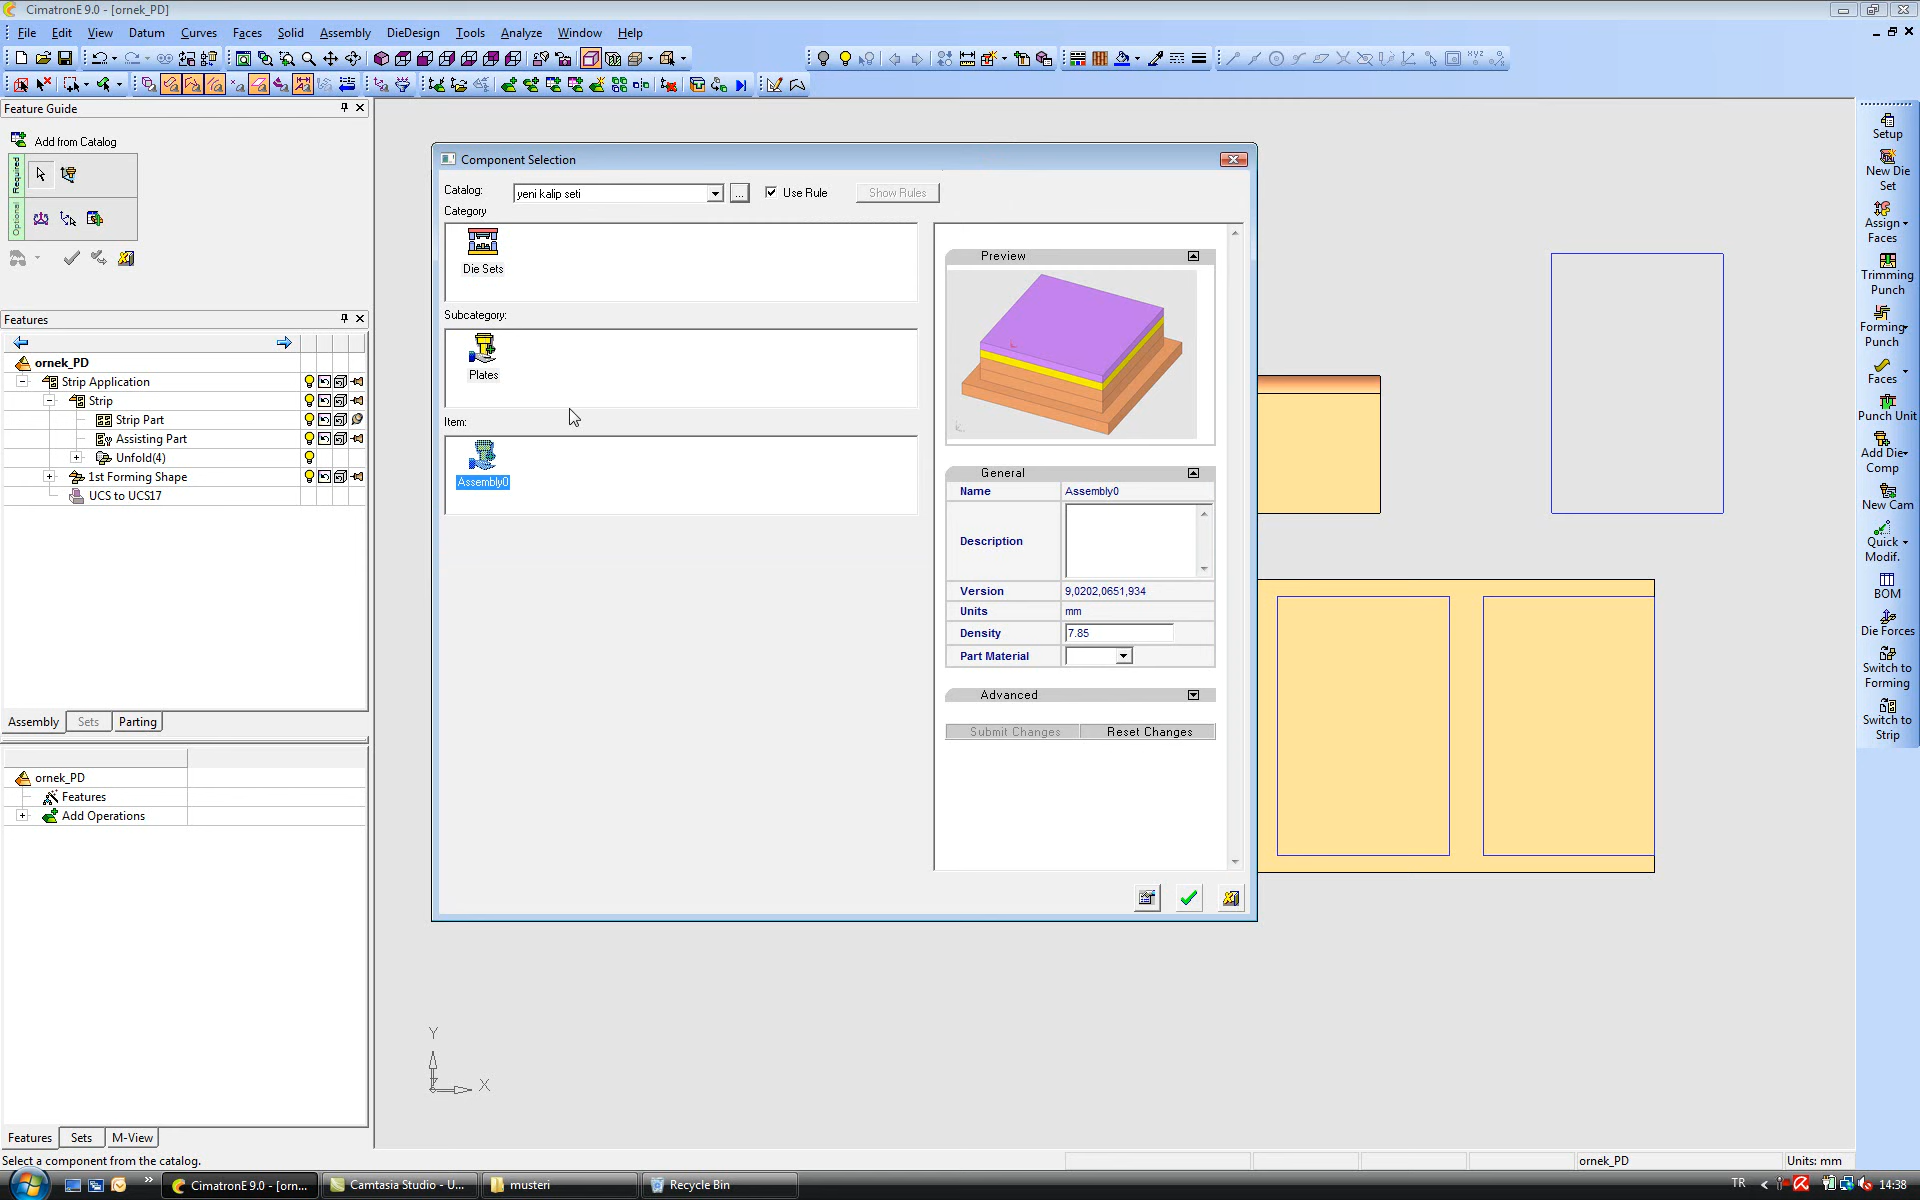 CimatronE 9.0 - [ornek_PD]
File Edit View Datum Curves Faces Solid Assembly DieDesign Tools Analyze Window Help
Feature Guide
Add from Catalog
Required
Optional
Features
ornek_PD
Strip Application
Strip
Strip Part
Assisting Part
Unfold(4)
1st Forming Shape
UCS to UCS17
Assembly Sets Parting
ornek_PD
Features
Add Operations
Features Sets M-View
Select a component from the catalog.
Component Selection
Catalog: yeni kalip seti ... Use Rule Show Rules
Category
Die Sets
Subcategory:
Plates
Item:
Assembly0
Preview
General
Name Assembly0
Description
Version 9,0202,0651,934
Units mm
Density 7.85
Part Material
Advanced
Submit Changes Reset Changes
Y
X
Setup
New Die
Set
Assign
Faces
Trimming
Punch
Forming
Punch
Faces
Punch Unit
Add Die
Comp
New Cam
Quick
Modif.
BOM
Die Forces
Switch to
Forming
Switch to
Strip
ornek_PD Units: mm
CimatronE 9.0 - [orn... Camtasia Studio - U... musteri Recycle Bin TR 14:38